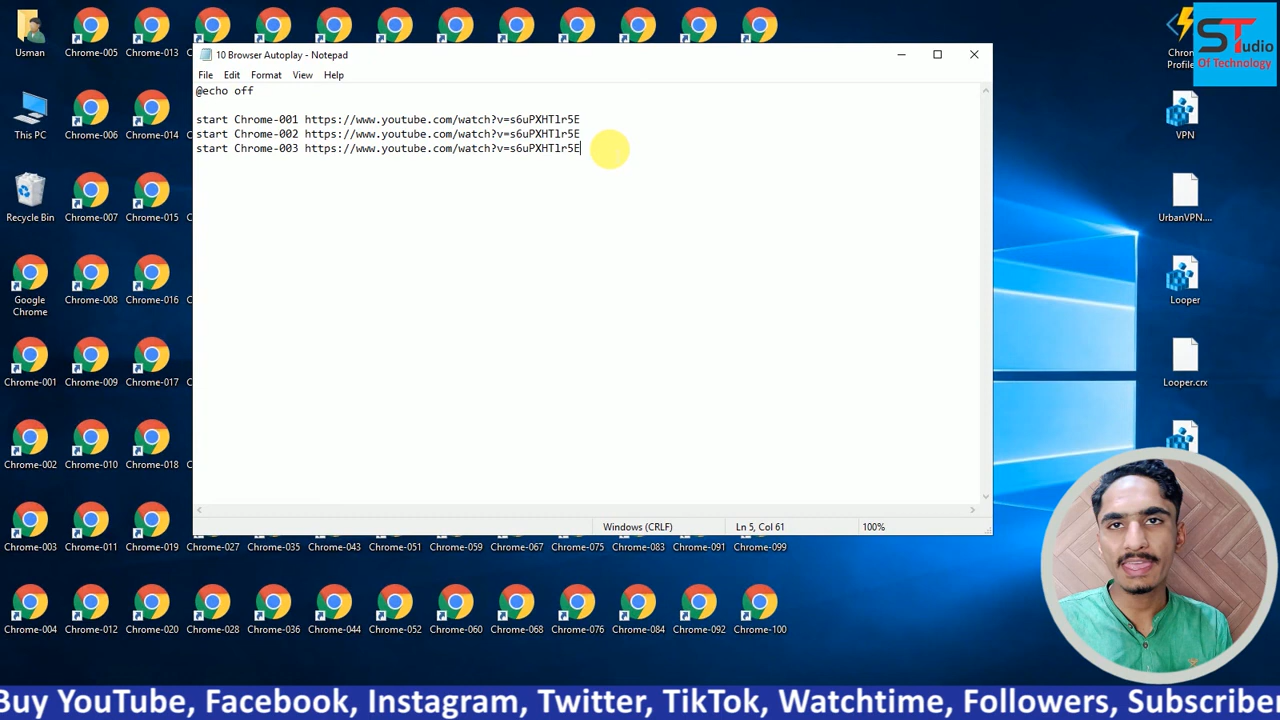 Usman
Chrome-005
Chrome-013
Chrom
Profile
STudio
Of Technology
10 Browser Autoplay - Notepad
File Edit Format View Help
@echo off
start Chrome-001 https://www.youtube.com/watch?v=s6uPXHT1r5E
start Chrome-002 https://www.youtube.com/watch?v=s6uPXHT1r5E
start Chrome-003 https://www.youtube.com/watch?v=s6uPXHT1r5E
This PC
Chrome-006
Chrome-014
VPN
Recycle Bin
Chrome-007
Chrome-015
UrbanVPN....
Google
Chrome
Chrome-008
Chrome-016
Looper
Chrome-001
Chrome-009
Chrome-017
Looper.crx
Chrome-002
Chrome-010
Chrome-018
Windows (CRLF)
Ln 5, Col 61
100%
Chrome-003
Chrome-011
Chrome-019
Chrome-027
Chrome-035
Chrome-043
Chrome-051
Chrome-059
Chrome-067
Chrome-075
Chrome-083
Chrome-091
Chrome-099
Chrome-004
Chrome-012
Chrome-020
Chrome-028
Chrome-036
Chrome-044
Chrome-052
Chrome-060
Chrome-068
Chrome-076
Chrome-084
Chrome-092
Chrome-100
Buy YouTube, Facebook, Instagram, Twitter, TikTok, Watchtime, Followers, Subscriber